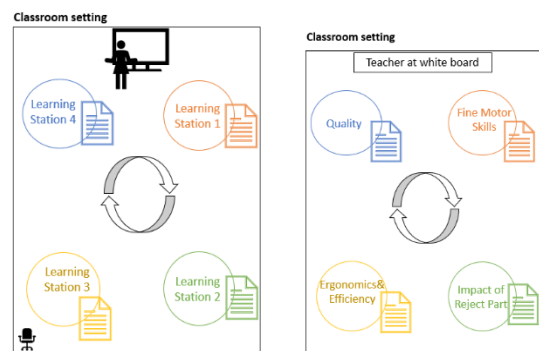 Classroom setting
Learning
Station 4
Learning
Station 1
Learning
Station 3
Learning
Station 2
Classroom setting
Teacher at white board
Quality
Fine Motor
Skills
Ergonomics&
Efficiency
Impact of
Reject Part